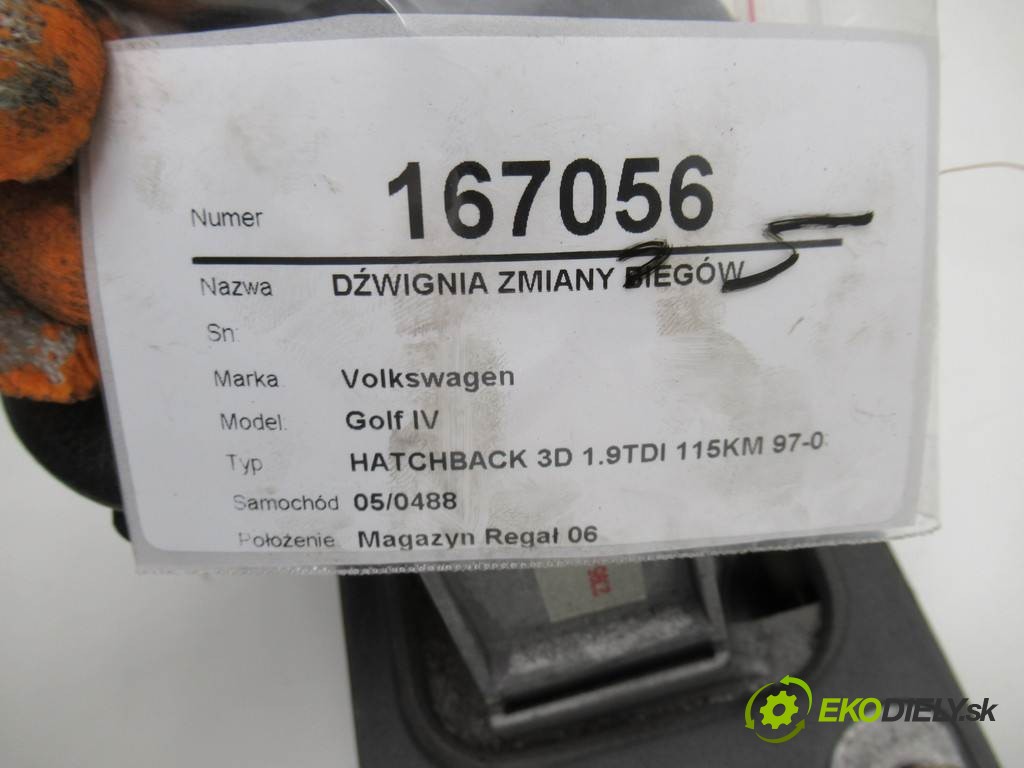 Numer 167056
Nazwa DŹWIGNIA ZMIANY BIEGÓW
Sn:
Marka Volkswagen
Model: Golf IV
Typ HATCHBACK 3D 1.9TDI 115KM 97-0
Samochód 05/0488
Położenie Magazyn Regał 06
EKODIELY.sk